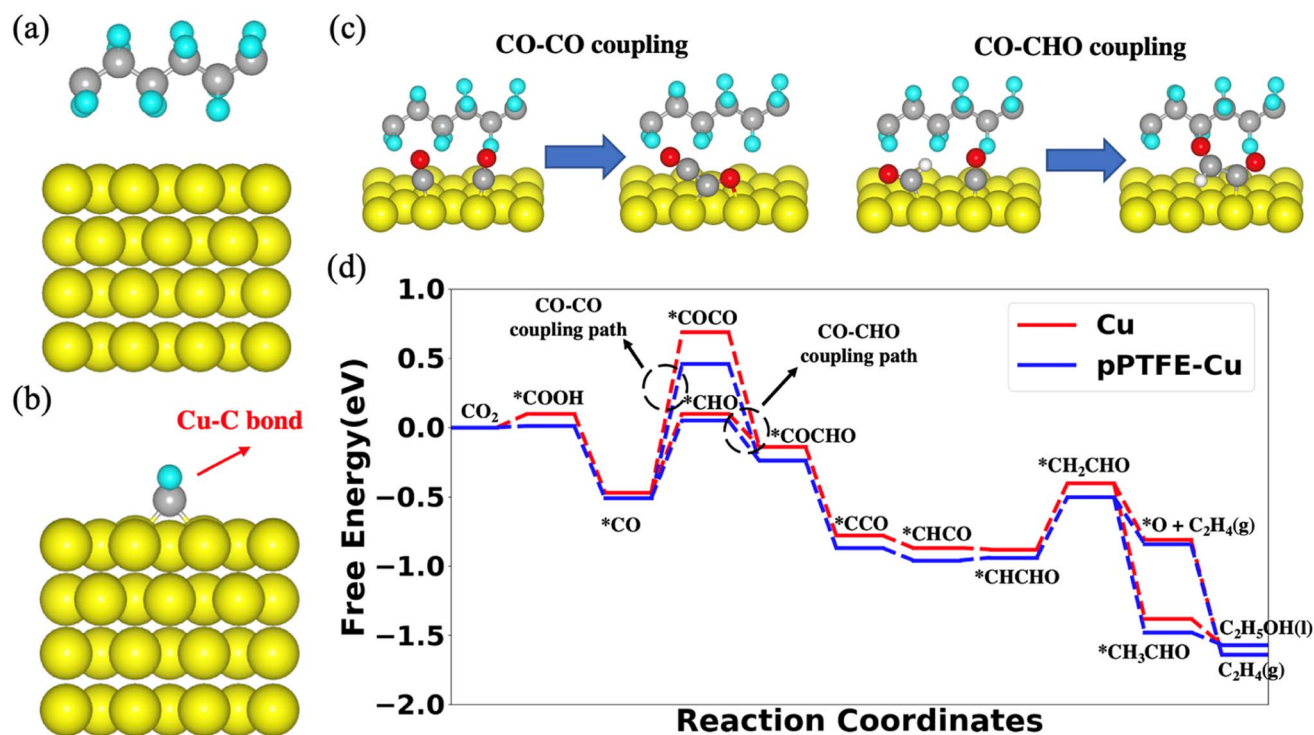 (a)
(b)
Cu-C bond
(c)
CO-CO coupling
CO-CHO coupling
(d)
Free Energy(eV)
1.0
0.5
0.0
−0.5
−1.0
−1.5
−2.0
CO-CO
coupling path
CO-CHO
coupling path
Cu
pPTFE-Cu
CO₂
*COOH
*CO
*COCO
*CHO
*COCHO
*CCO
*CHCO
*CHCHO
*CH₂CHO
*O + C₂H₄(g)
*CH₃CHO
C₂H₅OH(l)
C₂H₄(g)
Reaction Coordinates